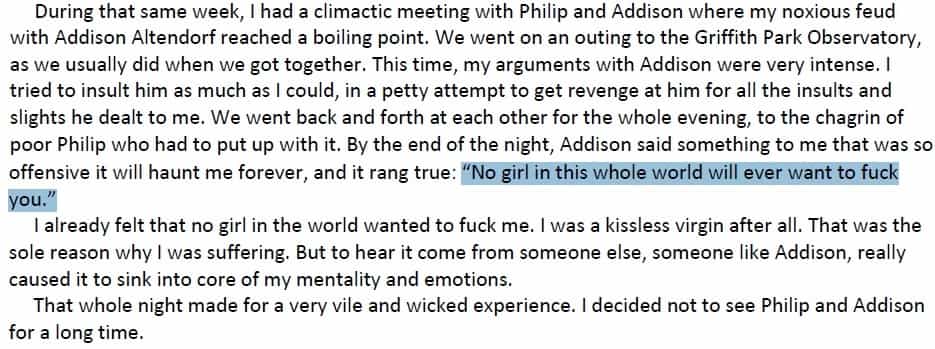 During that same week, I had a climactic meeting with Philip and Addison where my noxious feud
with Addison Altendorf reached a boiling point. We went on an outing to the Griffith Park Observatory,
as we usually did when we got together. This time, my arguments with Addison were very intense. I
tried to insult him as much as I could, in a petty attempt to get revenge at him for all the insults and
slights he dealt to me. We went back and forth at each other for the whole evening, to the chagrin of
poor Philip who had to put up with it. By the end of the night, Addison said something to me that was so
offensive it will haunt me forever, and it rang true: “No girl in this whole world will ever want to fuck
you.”
I already felt that no girl in the world wanted to fuck me. I was a kissless virgin after all. That was the
sole reason why I was suffering. But to hear it come from someone else, someone like Addison, really
caused it to sink into core of my mentality and emotions.
That whole night made for a very vile and wicked experience. I decided not to see Philip and Addison
for a long time.